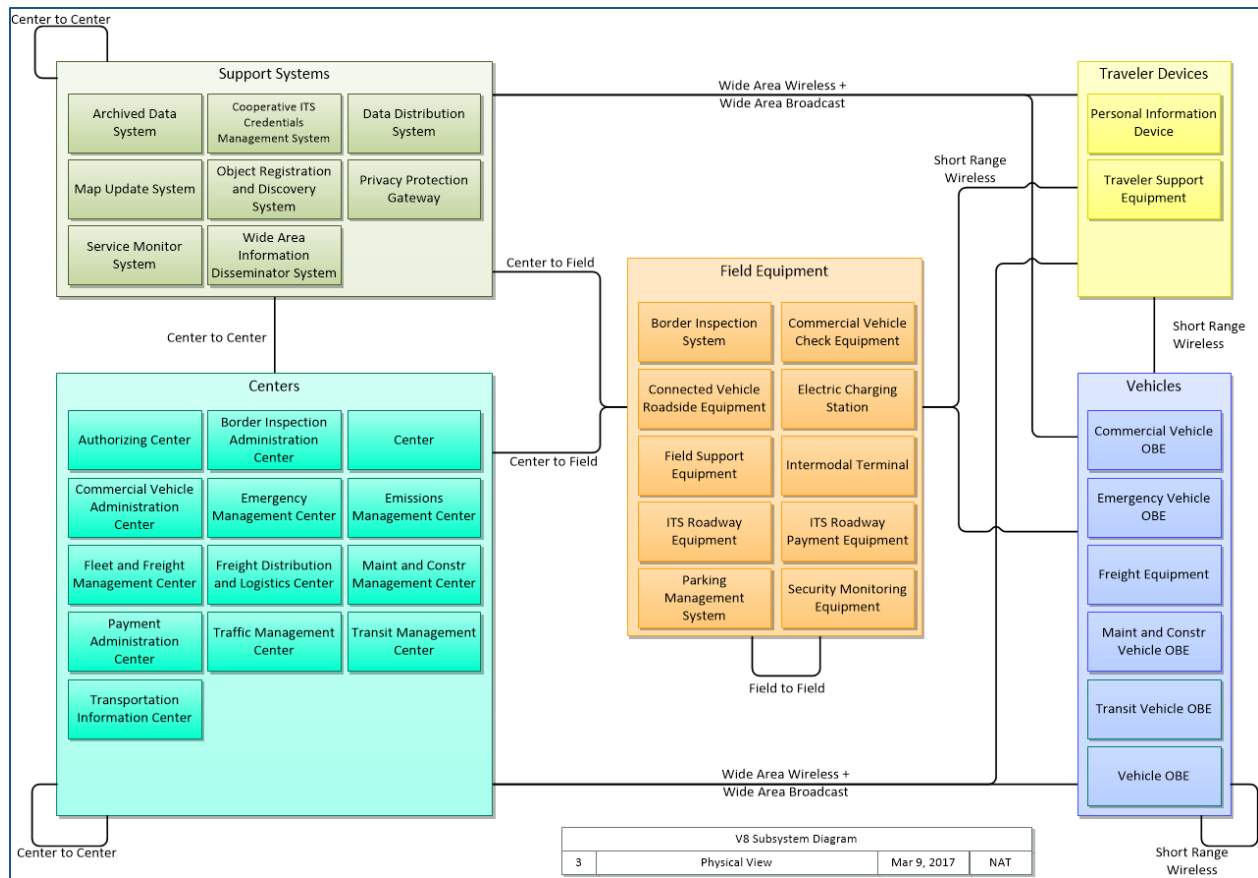 Center to Center
Support Systems
Archived Data
System
Cooperative ITS
Credentials
Management System
Data Distribution
System
Map Update System
Object Registration
and Discovery
System
Privacy Protection
Gateway
Service Monitor
System
Wide Area
Information
Disseminator System
Wide Area Wireless +
Wide Area Broadcast
Traveler Devices
Personal Information
Device
Traveler Support
Equipment
Short Range
Wireless
Center to Field
Center to Center
Field Equipment
Border Inspection
System
Commercial Vehicle
Check Equipment
Connected Vehicle
Roadside Equipment
Electric Charging
Station
Field Support
Equipment
Intermodal Terminal
ITS Roadway
Equipment
ITS Roadway
Payment Equipment
Parking
Management
System
Security Monitoring
Equipment
Field to Field
Short Range
Wireless
Centers
Authorizing Center
Border Inspection
Administration
Center
Center
Commercial Vehicle
Administration
Center
Emergency
Management Center
Emissions
Management Center
Fleet and Freight
Management Center
Freight Distribution
and Logistics Center
Maint and Constr
Management Center
Payment
Administration
Center
Traffic Management
Center
Transit Management
Center
Transportation
Information Center
Center to Field
Vehicles
Commercial Vehicle
OBE
Emergency Vehicle
OBE
Freight Equipment
Maint and Constr
Vehicle OBE
Transit Vehicle OBE
Vehicle OBE
Wide Area Wireless +
Wide Area Broadcast
Center to Center
Short Range
Wireless
V8 Subsystem Diagram
3 Physical View Mar 9, 2017 NAT